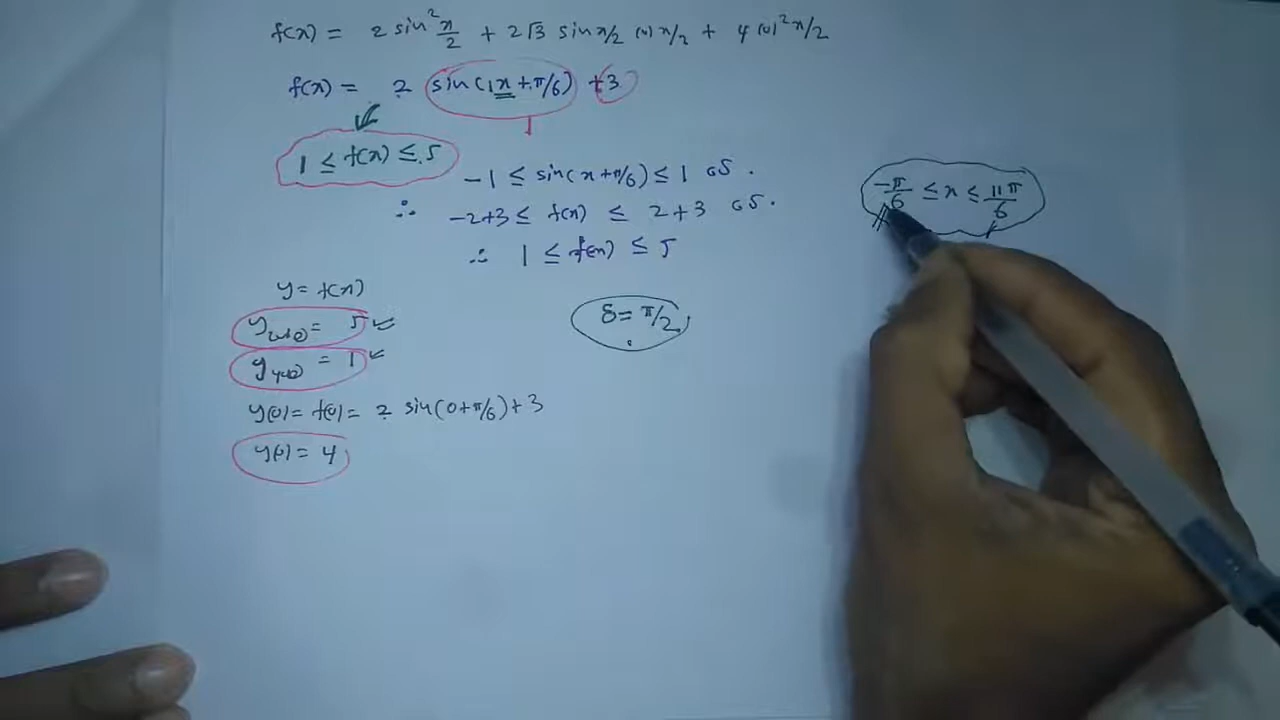 f(x) = 2 sin² x/2 + 2√3 sin x/2 cos x/2 + 4 cos² x/2
f(x) = 2 sin(1x + π/6) + 3
1 ≤ f(x) ≤ 5
-1 ≤ sin(x + π/6) ≤ 1
∴ -2+3 ≤ f(x) ≤ 2+3
∴ 1 ≤ f(x) ≤ 5
-π/6 ≤ x ≤ 11π/6
y = f(x)
y = 5
y = 1
δ = π/2
y(0) = f(0) = 2 sin(0 + π/6) + 3
y(0) = 4